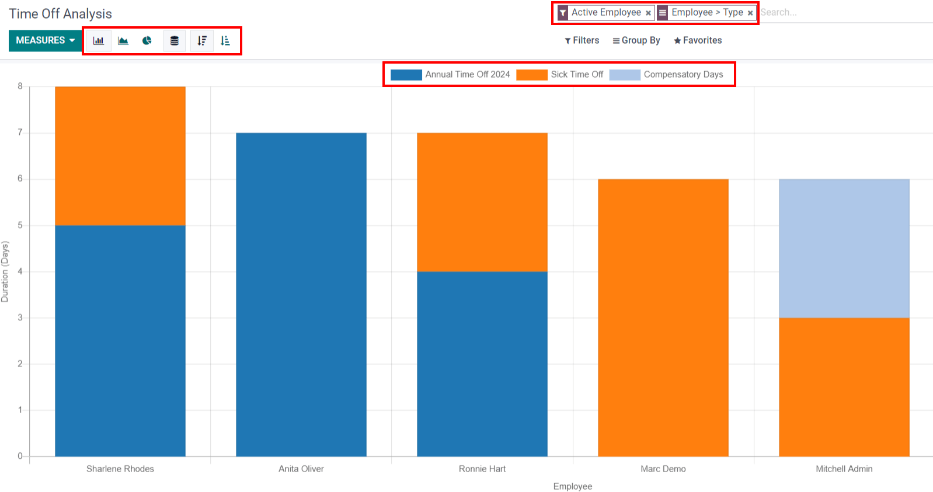 Time Off Analysis
Active Employee × Employee > Type × Search...
MEASURES
Filters Group By Favorites
Annual Time Off 2024 Sick Time Off Compensatory Days
8
7
6
5
4
3
2
1
0
Duration (Days)
Sharlene Rhodes Anita Oliver Ronnie Hart Marc Demo Mitchell Admin
Employee